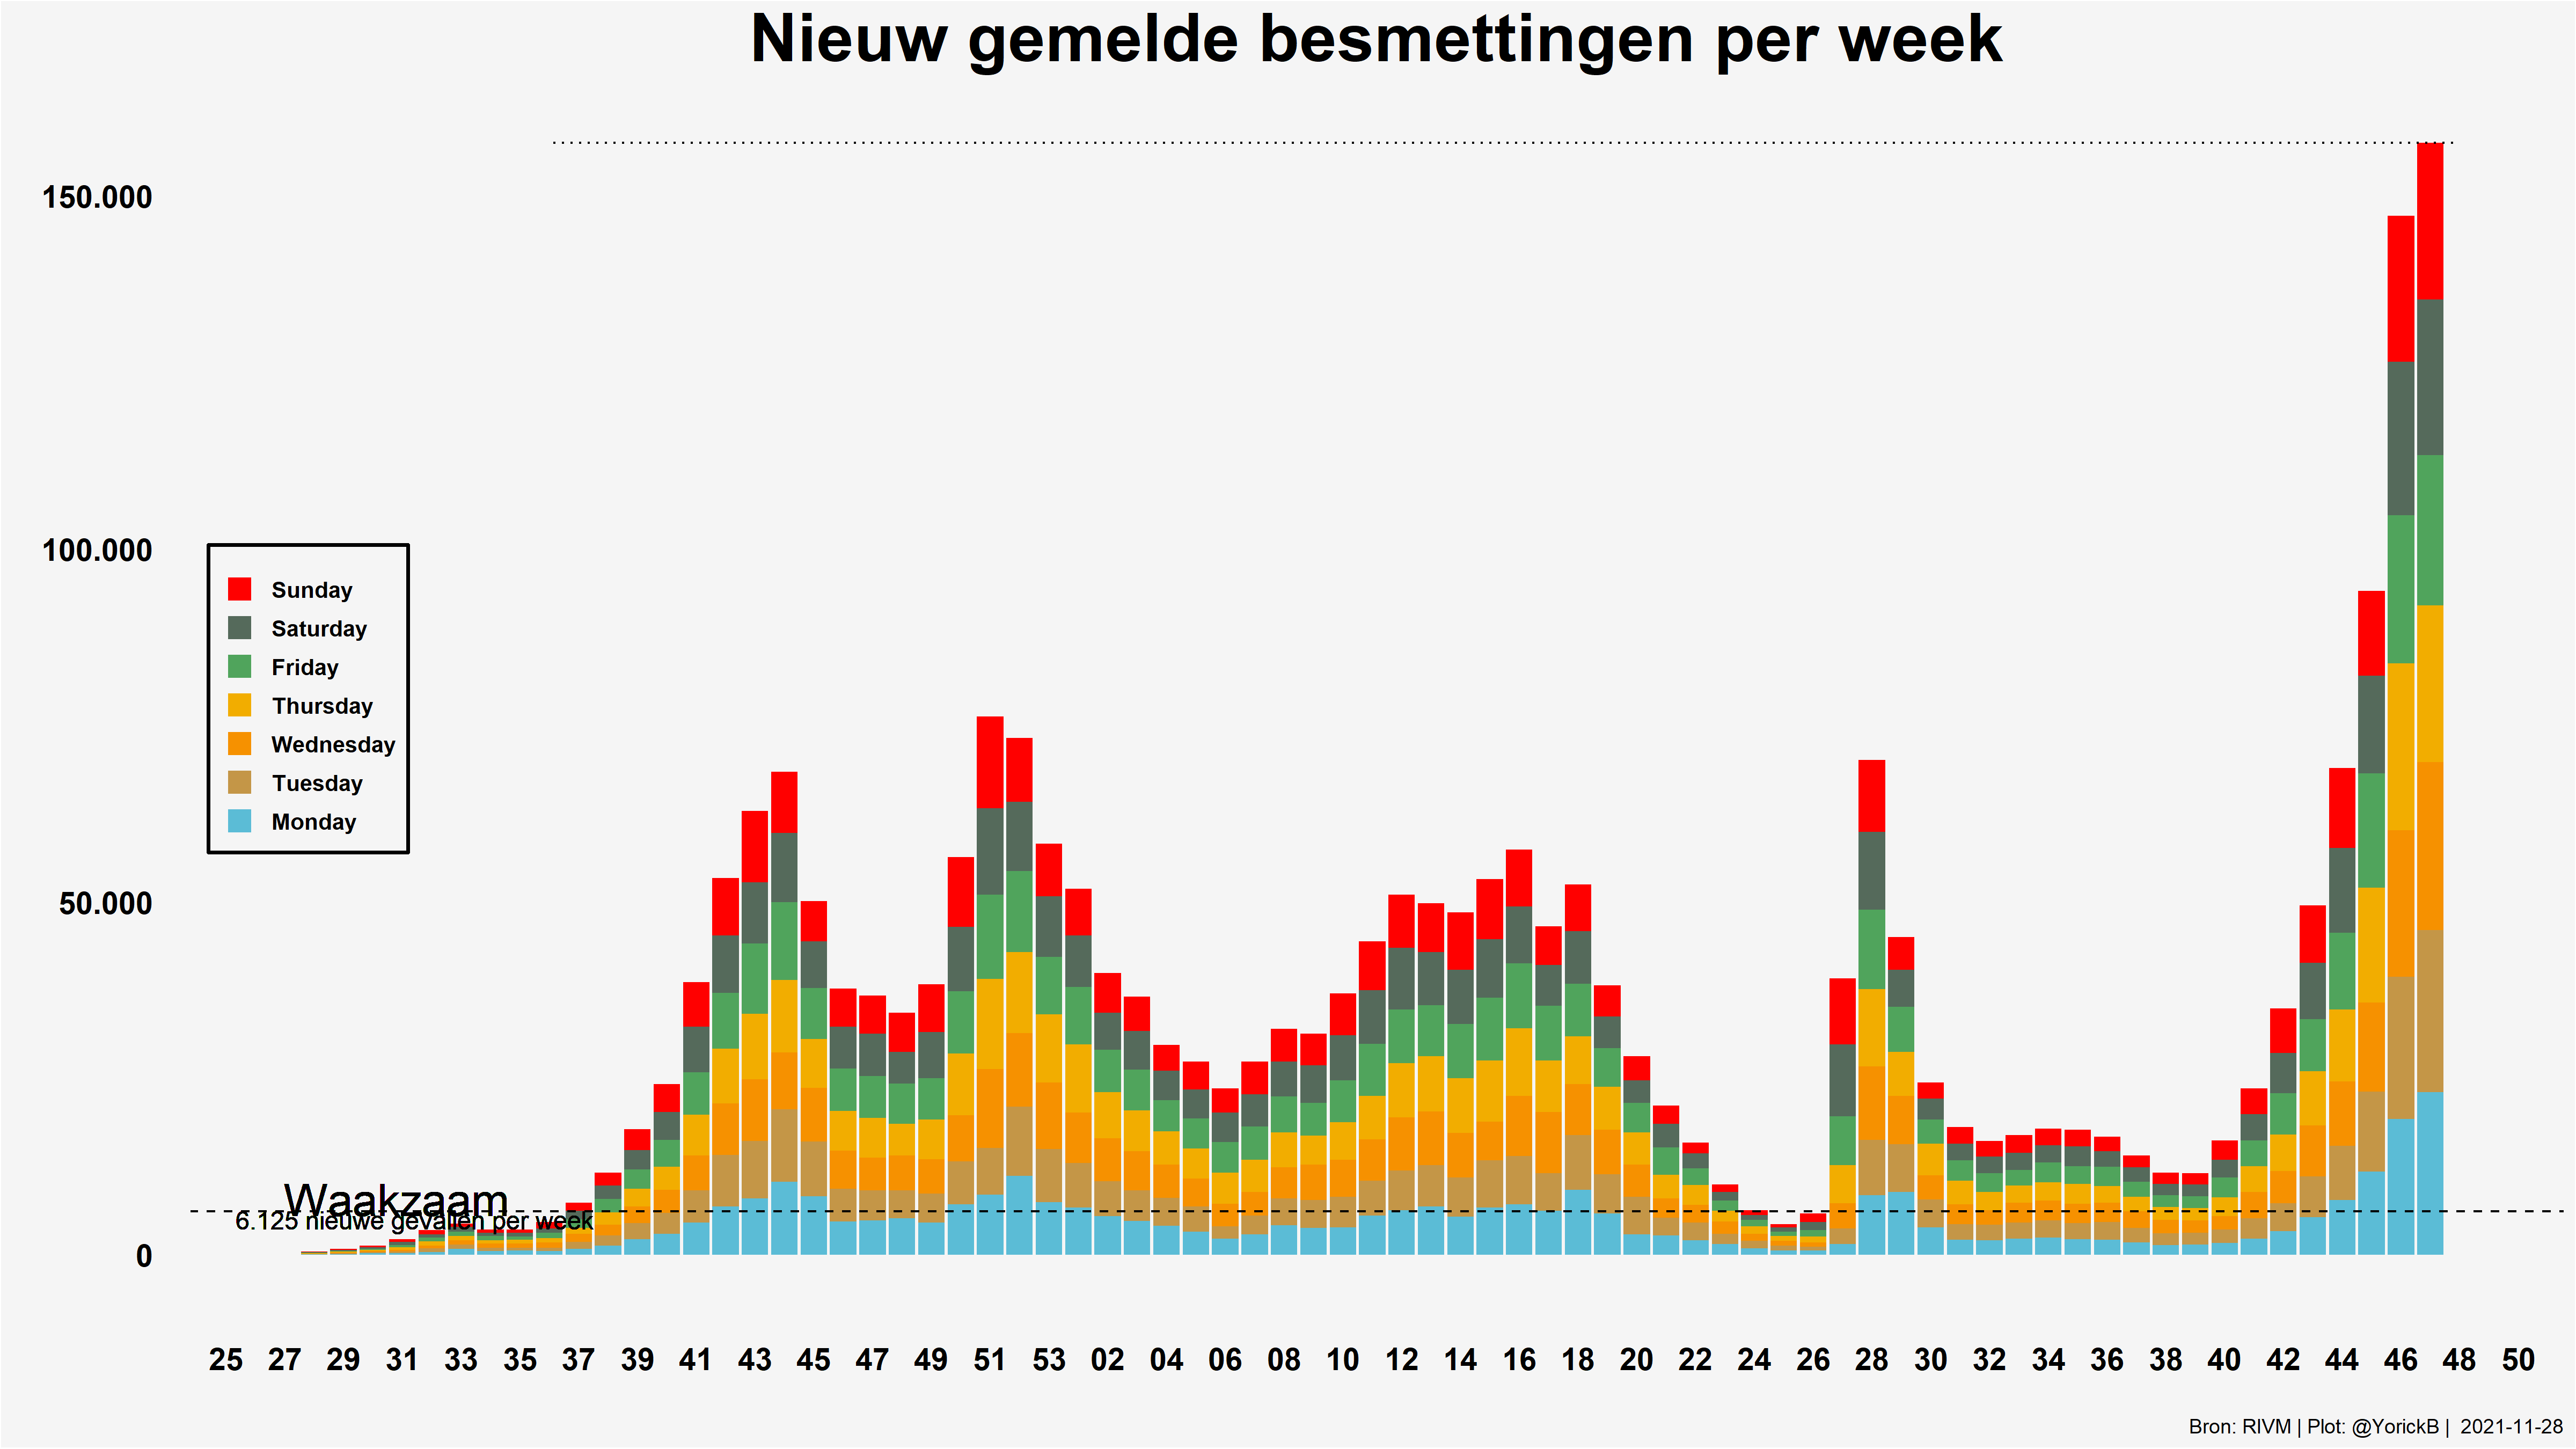 Nieuw gemelde besmettingen per week
150.000
100.000
50.000
0
Sunday
Saturday
Friday
Thursday
Wednesday
Tuesday
Monday
Waakzaam
6.125 nieuwe gevallen per week
25 27 29 31 33 35 37 39 41 43 45 47 49 51 53 02 04 06 08 10 12 14 16 18 20 22 24 26 28 30 32 34 36 38 40 42 44 46 48 50
Bron: RIVM | Plot: @YorickB | 2021-11-28